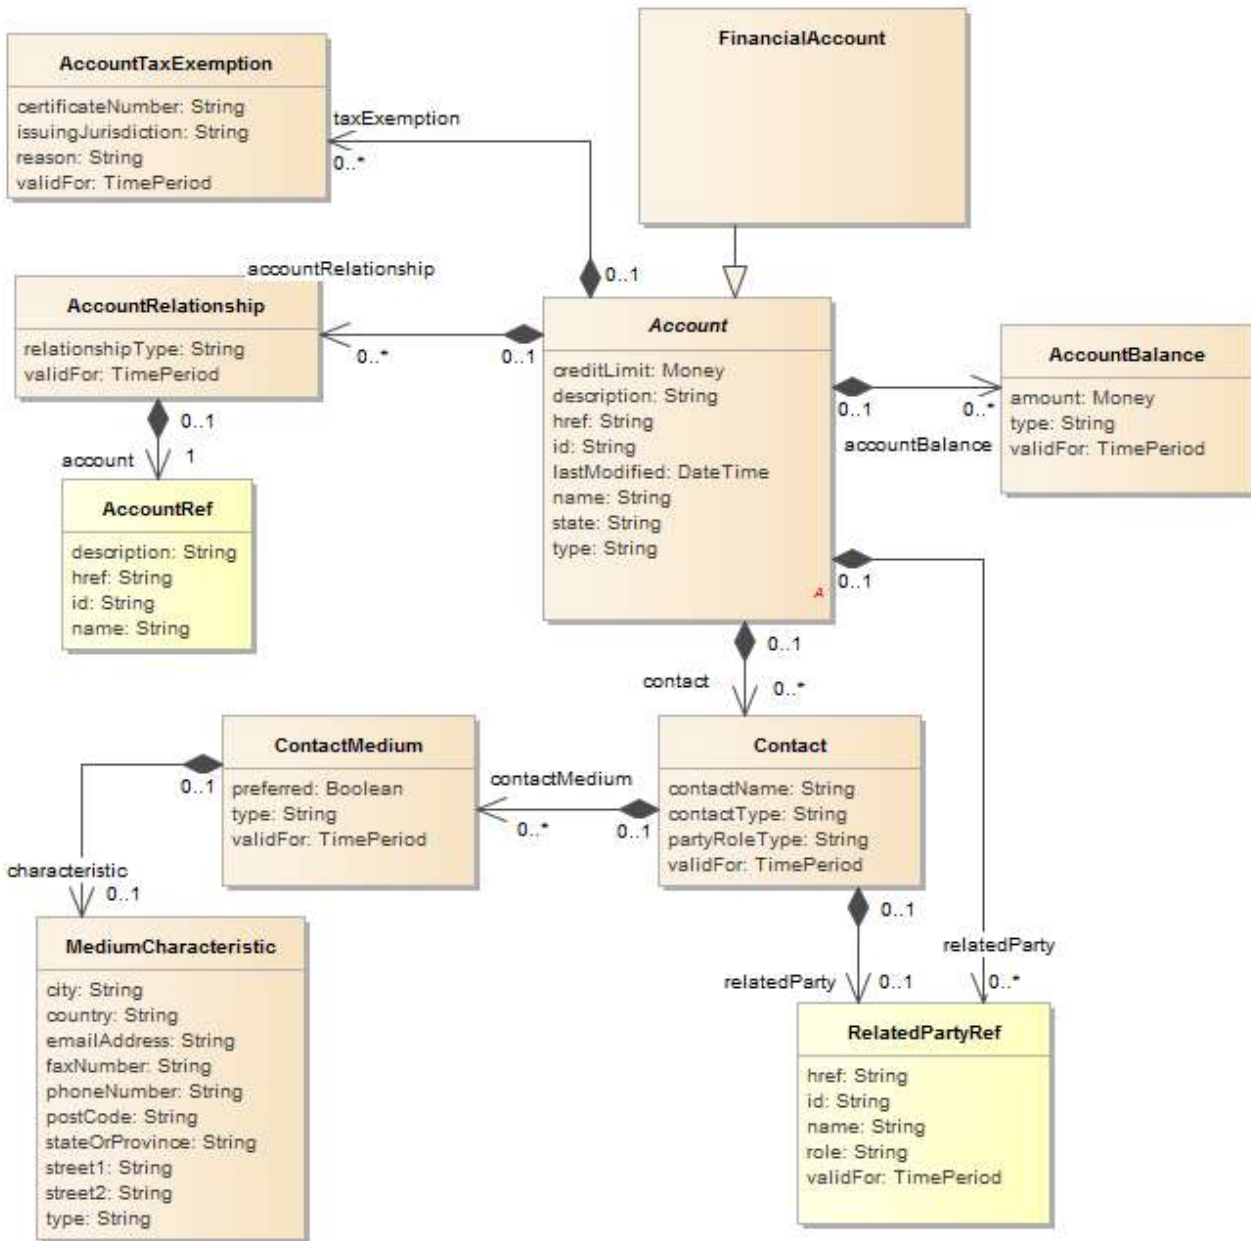 FinancialAccount
AccountTaxExemption
certificateNumber: String
issuingJurisdiction: String
reason: String
validFor: TimePeriod
taxExemption
0..*
0..1
accountRelationship
AccountRelationship
relationshipType: String
validFor: TimePeriod
0..*
0..1
0..1
account
1
AccountRef
description: String
href: String
id: String
name: String
Account
creditLimit: Money
description: String
href: String
id: String
lastModified: DateTime
name: String
state: String
type: String
A
0..1
0..*
accountBalance
AccountBalance
amount: Money
type: String
validFor: TimePeriod
0..1
0..1
contact
0..*
ContactMedium
preferred: Boolean
type: String
validFor: TimePeriod
contactMedium
0..*
0..1
Contact
contactName: String
contactType: String
partyRoleType: String
validFor: TimePeriod
0..1
characteristic
0..1
MediumCharacteristic
city: String
country: String
emailAddress: String
faxNumber: String
phoneNumber: String
postCode: String
stateOrProvince: String
street1: String
street2: String
type: String
0..1
relatedParty
0..1
relatedParty
0..*
RelatedPartyRef
href: String
id: String
name: String
role: String
validFor: TimePeriod